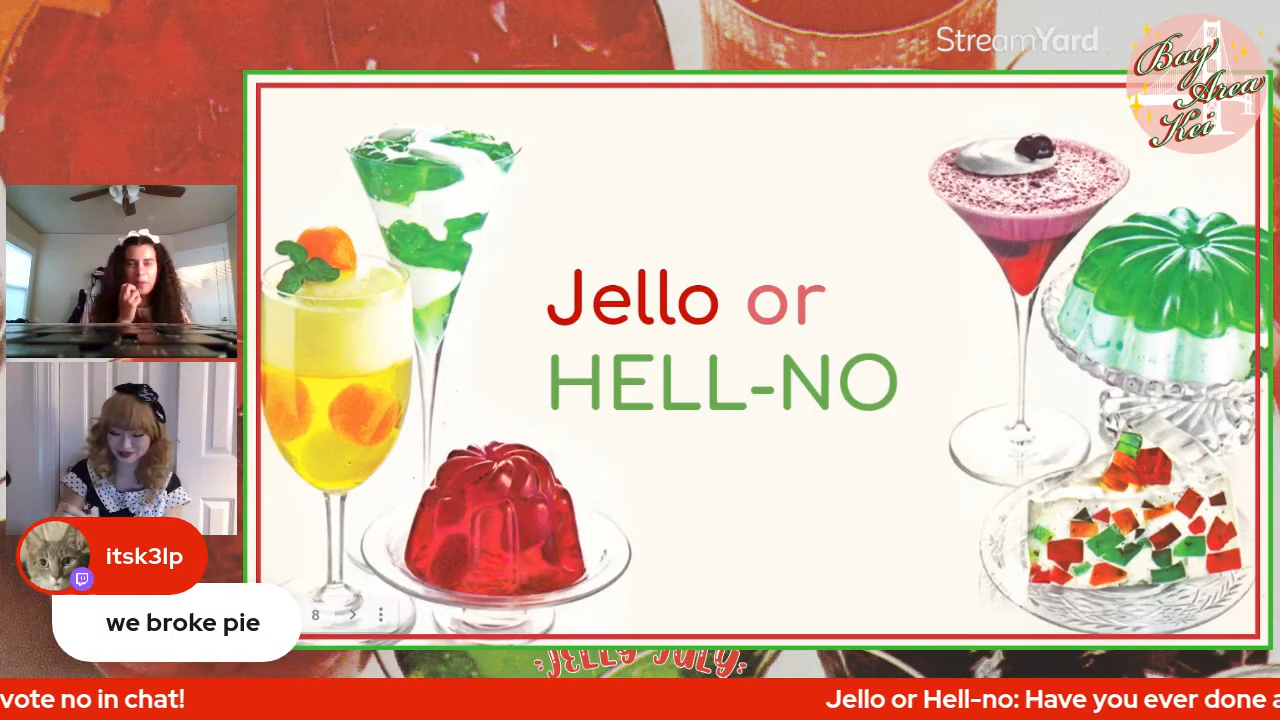 StreamYard
Bay
Area
Kei
Jello or
HELL-NO
itsk3lp
we broke pie
8
JELLY JULY
vote no in chat!
Jello or Hell-no: Have you ever done a